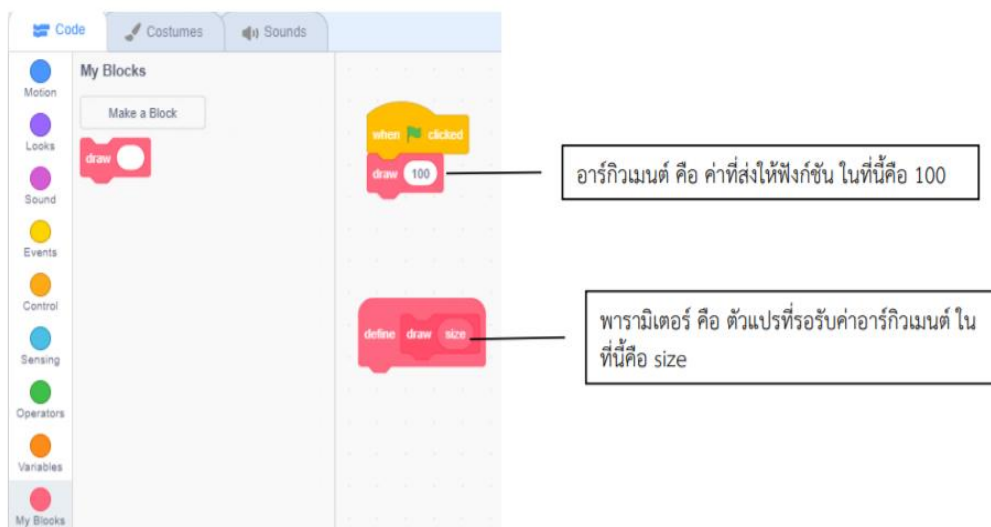 Code
Costumes
Sounds
Motion
Looks
Sound
Events
Control
Sensing
Operators
Variables
My Blocks
My Blocks
Make a Block
draw
when clicked
draw 100
define draw size
อาร์กิวเมนต์ คือ ค่าที่ส่งให้ฟังก์ชัน ในที่นี้คือ 100
พารามิเตอร์ คือ ตัวแปรที่รอรับค่าอาร์กิวเมนต์ ใน
ที่นี้คือ size